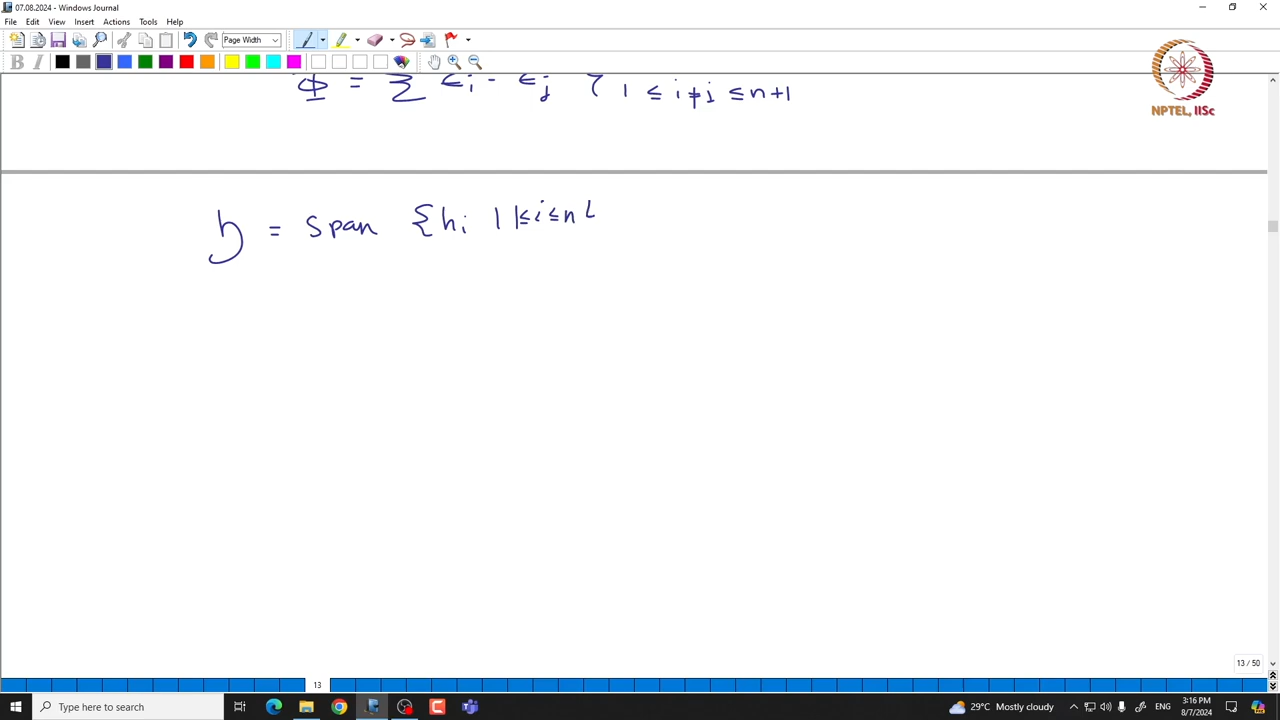 07.08.2024 - Windows Journal
File Edit View Insert Actions Tools Help
Page Width
B I
Φ = { ∈i - ∈j | 1 ≤ i ≠ j ≤ n+1
NPTEL, IISc
𝔥 = span { hi | 1 ≤ i ≤ n
13 / 50
13
Type here to search
29°C Mostly cloudy
ENG
3:16 PM
8/7/2024